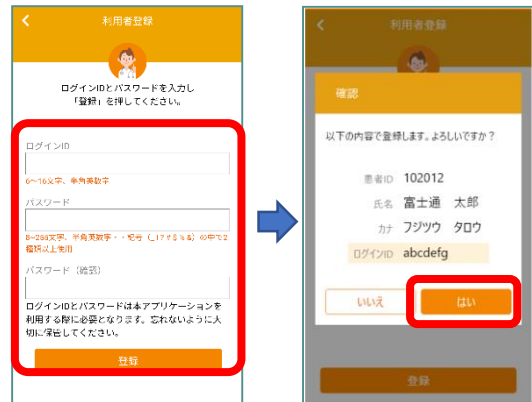 利用者登録
ログインIDとパスワードを入力し
「登録」を押してください。
ログインID
6~16文字、半角英数字
パスワード
8~256文字、半角英数字・・記号（_!?#$%&）の中で2
種類以上使用
パスワード（確認）
ログインIDとパスワードは本アプリケーションを
利用する際に必要となります。忘れないように大
切に保管してください。
登録
利用者登録
確認
以下の内容で登録します。よろしいですか？
患者ID 102012
氏名 富士通 太郎
カナ フジツウ タロウ
ログインID abcdefg
いいえ はい
登録